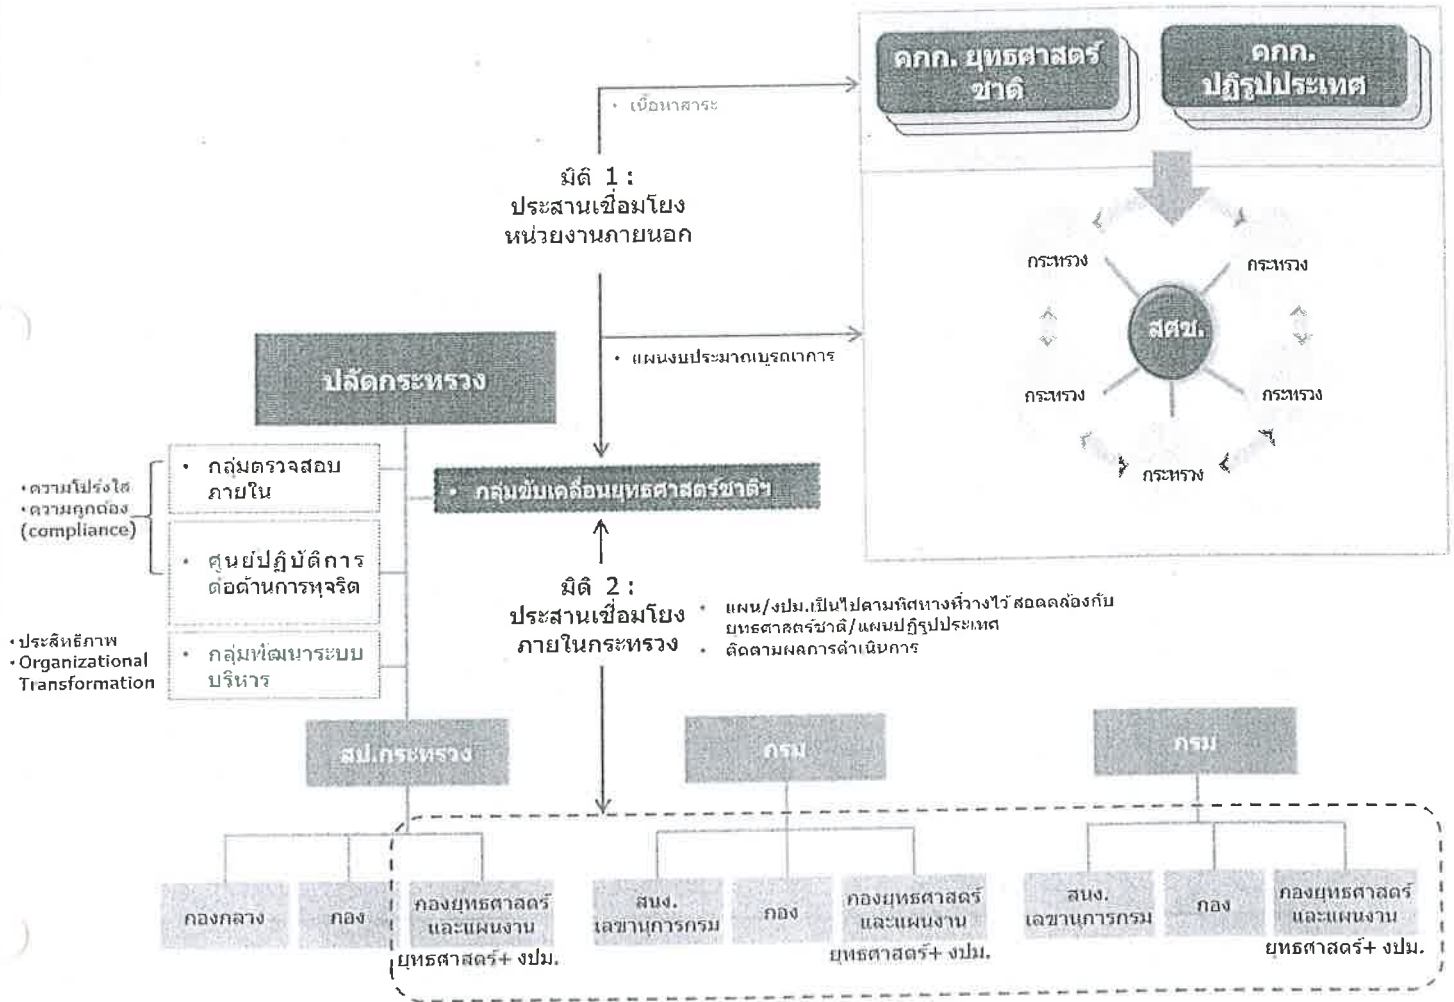 คกก. ยุทธศาสตร์
ชาติ
คกก.
ปฏิรูปประเทศ
• เนื้อหาสาระ
มิติ 1 :
ประสานเชื่อมโยง
หน่วยงานภายนอก
กระทรวง
กระทรวง
สศช.
กระทรวง
กระทรวง
กระทรวง
• แผนงบประมาณบูรณาการ
ปลัดกระทรวง
• กลุ่มตรวจสอบ
ภายใน
• กลุ่มขับเคลื่อนยุทธศาสตร์ชาติฯ
• ความโปร่งใส
• ความถูกต้อง
(compliance)
• ศูนย์ปฏิบัติการ
ต่อต้านการทุจริต
มิติ 2 :
ประสานเชื่อมโยง
ภายในกระทรวง
• แผน/งปม.เป็นไปตามทิศทางที่วางไว้ สอดคล้องกับ
ยุทธศาสตร์ชาติ/แผนปฏิรูปประเทศ
• ติดตามผลการดำเนินการ
• ประสิทธิภาพ
• Organizational
Transformation
• กลุ่มพัฒนาระบบ
บริหาร
สป.กระทรวง
กรม
กรม
กองกลาง
กอง
กองยุทธศาสตร์
และแผนงาน
ยุทธศาสตร์+ งปม.
สนง.
เลขานุการกรม
กอง
กองยุทธศาสตร์
และแผนงาน
ยุทธศาสตร์+ งปม.
สนง.
เลขานุการกรม
กอง
กองยุทธศาสตร์
และแผนงาน
ยุทธศาสตร์+ งปม.